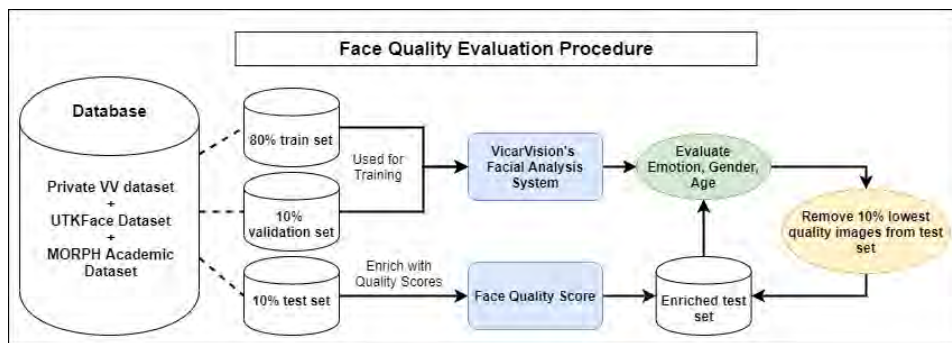 Face Quality Evaluation Procedure
Database
Private VV dataset
+
UTKFace Dataset
+
MORPH Academic
Dataset
80% train set
10%
validation set
10% test set
Used for
Training
Enrich with
Quality Scores
VicarVision's
Facial Analysis
System
Face Quality Score
Evaluate
Emotion, Gender,
Age
Enriched test
set
Remove 10% lowest
quality images from test
set